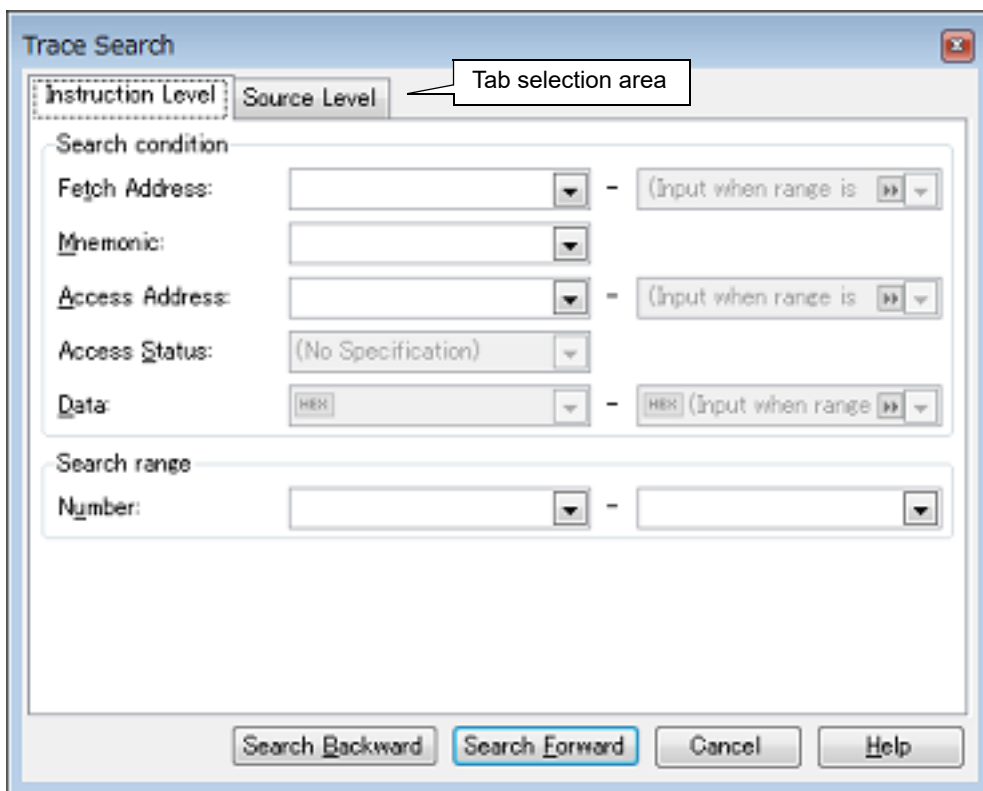 Trace Search
Tab selection area
Instruction Level Source Level
Search condition
Fetch Address: - (Input when range is
Mnemonic:
Access Address: - (Input when range is
Access Status: (No Specification)
Data: HEX - HEX (Input when range
Search range
Number: -
Search Backward Search Forward Cancel Help